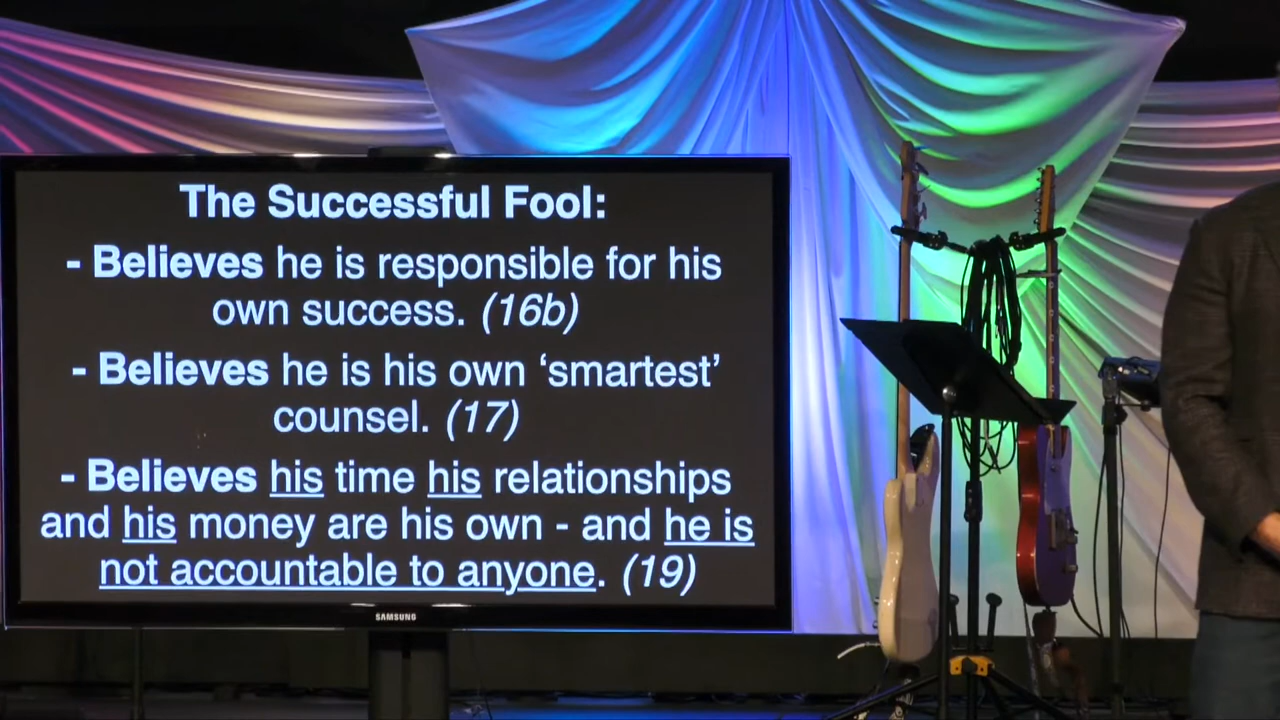 The Successful Fool:
- Believes he is responsible for his
own success. (16b)
- Believes he is his own ‘smartest’
counsel. (17)
- Believes his time his relationships
and his money are his own - and he is
not accountable to anyone. (19)
SAMSUNG